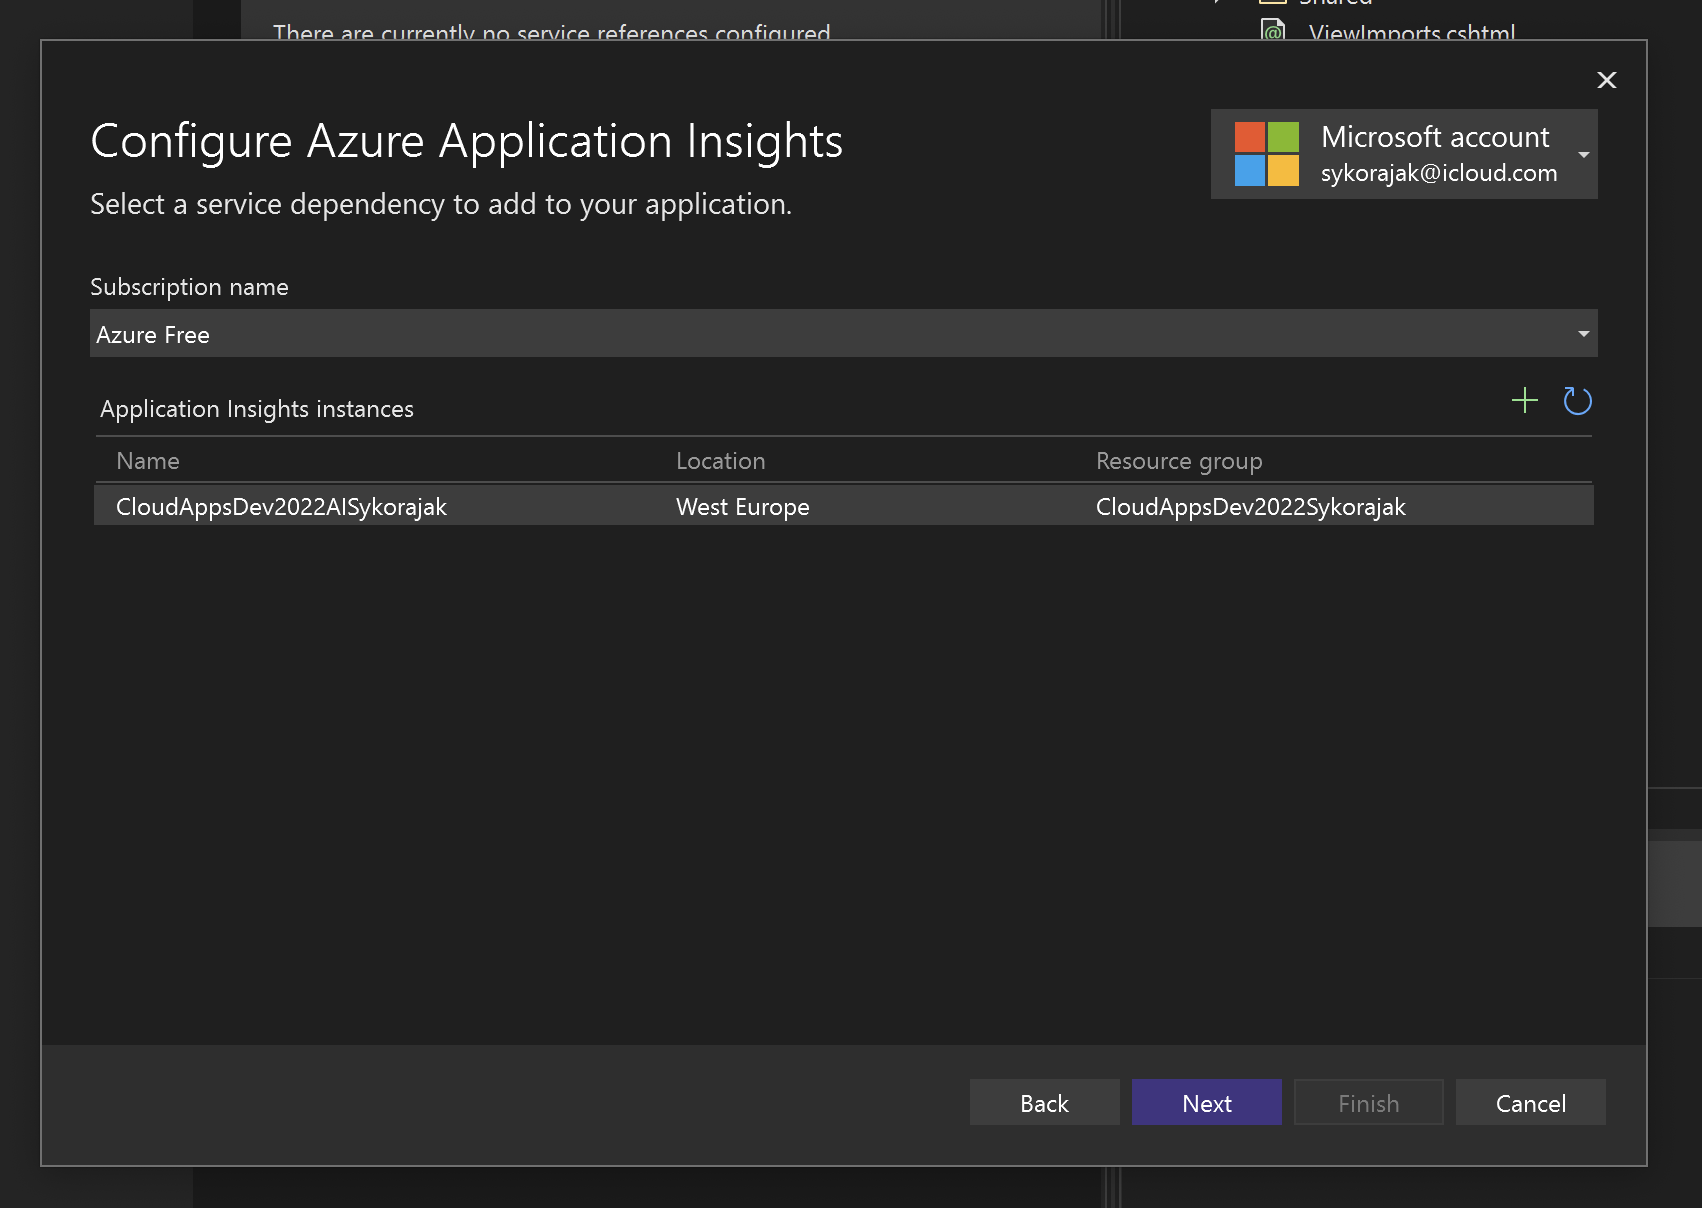 Shared
There are currently no service references configured
ViewImports.cshtml
Configure Azure Application Insights
Microsoft account
sykorajak@icloud.com
Select a service dependency to add to your application.
Subscription name
Azure Free
Application Insights instances
Name Location Resource group
CloudAppsDev2022AISykorajak West Europe CloudAppsDev2022Sykorajak
Back Next Finish Cancel